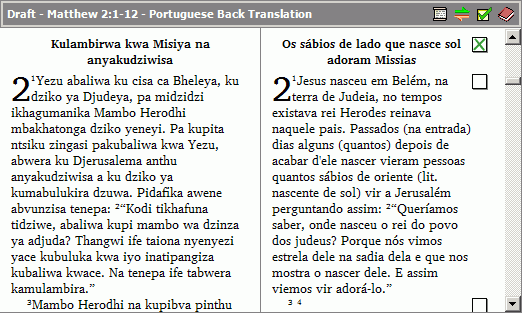 Draft - Matthew 2:1-12 - Portuguese Back Translation
Kulambirwa kwa Misiya na
anyakudziwisa
2 ¹Yezu abaliwa ku cisa ca Bheleya, ku
dziko ya Djudeya, pa midzidzi
ikhagumanika Mambo Herodhi
mbakhatonga dziko yeneyi. Pa kupita
ntsiku zingasi pakubaliwa kwa Yezu,
abwera ku Djerusalema anthu
anyakudziwisa a ku dziko ya
kumabulukira dzuwa. Pidafika awene
abvunzisa tenepa: ²“Kodi tikhafuna
tidziwe, abaliwa kupi mambo wa dzinza
ya adjuda? Thangwi ife taiona nyenyezi
yace kubuluka kwa iyo inatipangiza
kubaliwa kwace. Na tenepa ife tabwera
kamulambira.”
³Mambo Herodhi na kupibva pinthu
Os sábios de lado que nasce sol
adoram Missias
2 ¹Jesus nasceu em Belém, na
terra de Judeia, no tempos
existava rei Herodes reinava
naquele pais. Passados (na entrada)
dias alguns (quantos) depois de
acabar d'ele nascer vieram pessoas
quantos sábios de oriente (lit.
nascente de sol) vir a Jerusalém
perguntando assim: ²“Queríamos
saber, onde nasceu o rei do povo
dos judeus? Porque nós vimos
estrela dele na sadia dela e que nos
mostra o nascer dele. E assim
viemos vir adorá-lo.”
³ ⁴